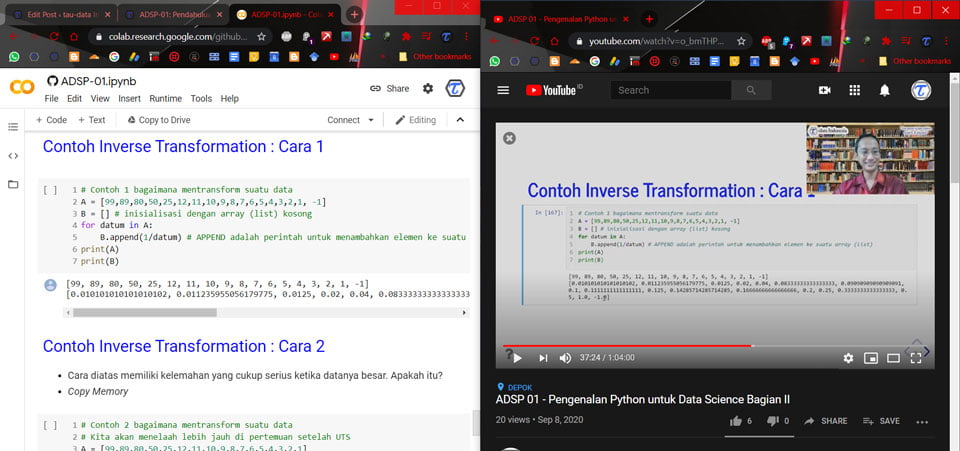 Edit Post ‹ tau-data I
ADSP-01: Pendahulua
ADSP-01.ipynb - Cola
colab.research.google.com/github...
Other bookmarks
ADSP-01.ipynb
File Edit View Insert Runtime Tools Help
Share
+ Code + Text Copy to Drive
Connect
Editing
Contoh Inverse Transformation : Cara 1
[ ] 1 # Contoh 1 bagaimana mentransform suatu data
2 A = [99,89,80,50,25,12,11,10,9,8,7,6,5,4,3,2,1, -1]
3 B = [] # inisialisasi dengan array (list) kosong
4 for datum in A:
5 B.append(1/datum) # APPEND adalah perintah untuk menambahkan elemen ke suatu
6 print(A)
7 print(B)
[99, 89, 80, 50, 25, 12, 11, 10, 9, 8, 7, 6, 5, 4, 3, 2, 1, -1]
[0.010101010101010102, 0.011235955056179775, 0.0125, 0.02, 0.04, 0.08333333333333333
Contoh Inverse Transformation : Cara 2
• Cara diatas memiliki kelemahan yang cukup serius ketika datanya besar. Apakah itu?
• Copy Memory
[ ] 1 # Contoh 2 bagaimana mentransform suatu data
2 # Kita akan menelaah lebih jauh di pertemuan setelah UTS
3 A = [99,89,80,50,25,12,11,10,9,8,7,6,5,4,3,2,1]
ADSP 01 - Pengenalan Python un
youtube.com/watch?v=o_bmTHP...
Other bookmarks
YouTube ID
Search
Contoh Inverse Transformation : Cara
In [167]: 1 # Contoh 1 bagaimana mentransform suatu data
2 A = [99,89,80,50,25,12,11,10,9,8,7,6,5,4,3,2,1, -1]
3 B = [] # inisialisasi dengan array (list) kosong
4 for datum in A:
5 B.append(1/datum) # APPEND adalah perintah untuk menambahkan elemen ke suatu array (list)
6 print(A)
7 print(B)
[99, 89, 80, 50, 25, 12, 11, 10, 9, 8, 7, 6, 5, 4, 3, 2, 1, -1]
[0.010101010101010102, 0.011235955056179775, 0.0125, 0.02, 0.04, 0.08333333333333333, 0.09090909090909091,
0.1, 0.1111111111111111, 0.125, 0.14285714285714285, 0.16666666666666666, 0.2, 0.25, 0.3333333333333333, 0.
5, 1.0, -1.0]
37:24 / 1:04:00
DEPOK
ADSP 01 - Pengenalan Python untuk Data Science Bagian II
20 views • Sep 8, 2020
6
0
SHARE
SAVE